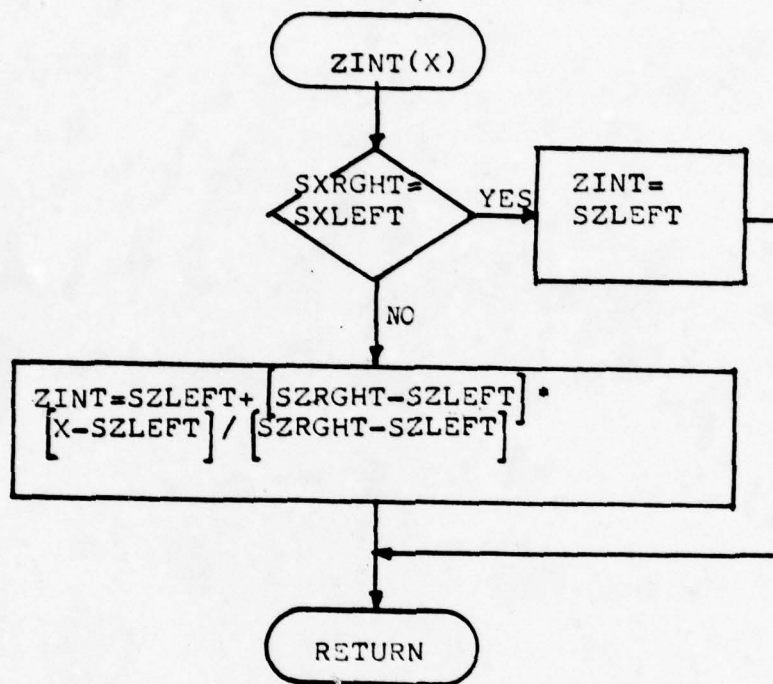 ZINT(X)
SXRGHT=
SXLEFT
YES
ZINT=
SZLEFT
NO
ZINT=SZLEFT+[SZRGHT-SZLEFT]*
[X-SZLEFT]/[SZRGHT-SZLEFT]
RETURN